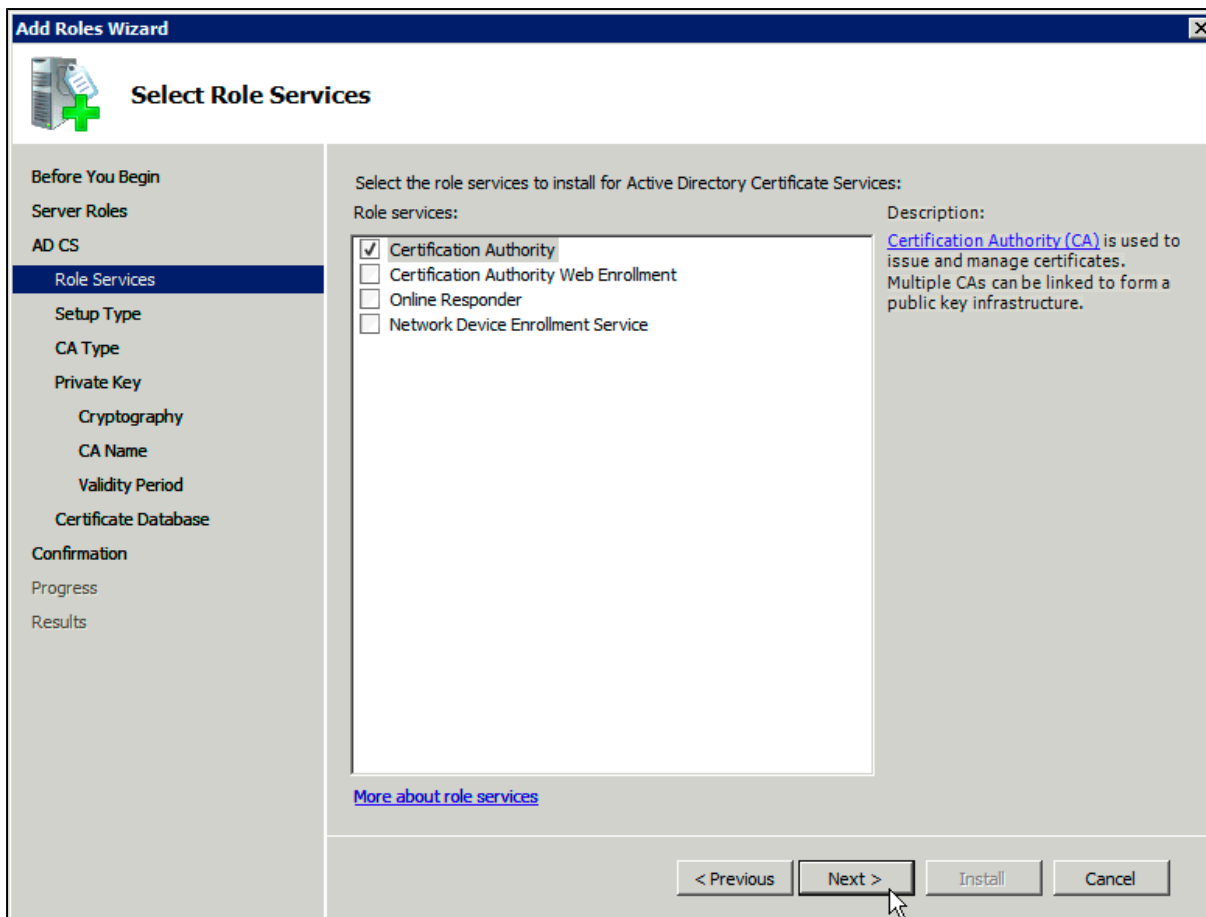 Add Roles Wizard
Select Role Services
Before You Begin
Server Roles
AD CS
Role Services
Setup Type
CA Type
Private Key
Cryptography
CA Name
Validity Period
Certificate Database
Confirmation
Progress
Results
Select the role services to install for Active Directory Certificate Services:
Role services:
Certification Authority
Certification Authority Web Enrollment
Online Responder
Network Device Enrollment Service
More about role services
Description:
Certification Authority (CA) is used to
issue and manage certificates.
Multiple CAs can be linked to form a
public key infrastructure.
< Previous
Next >
Install
Cancel